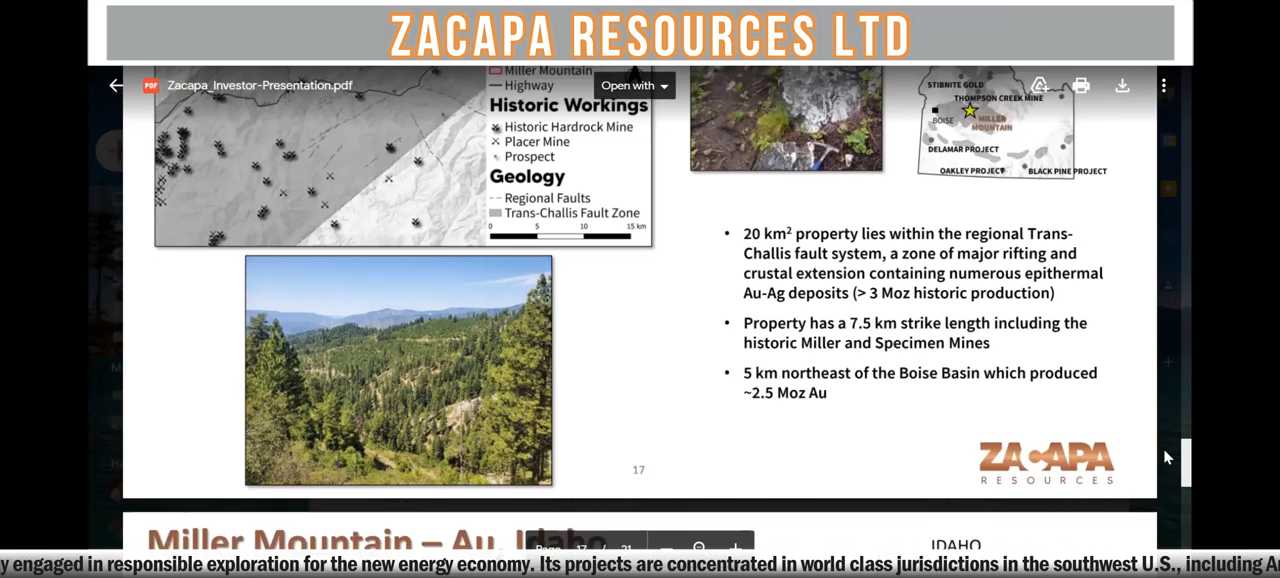 ZACAPA RESOURCES LTD
Zacapa_Investor-Presentation.pdf
Open with
Miller Mountain
Highway
Historic Workings
Historic Hardrock Mine
Placer Mine
Prospect
Geology
Regional Faults
Trans-Challis Fault Zone
0 5 10 15 km
STIBNITE GOLD
THOMPSON CREEK MINE
BOISE
MILLER
MOUNTAIN
DELAMAR PROJECT
OAKLEY PROJECT
BLACK PINE PROJECT
• 20 km² property lies within the regional Trans-
Challis fault system, a zone of major rifting and
crustal extension containing numerous epithermal
Au-Ag deposits (> 3 Moz historic production)
• Property has a 7.5 km strike length including the
historic Miller and Specimen Mines
• 5 km northeast of the Boise Basin which produced
~2.5 Moz Au
17
ZACAPA
RESOURCES
Miller Mountain – Au, Idaho
Page 17 / 21
IDAHO
y engaged in responsible exploration for the new energy economy. Its projects are concentrated in world class jurisdictions in the southwest U.S., including A